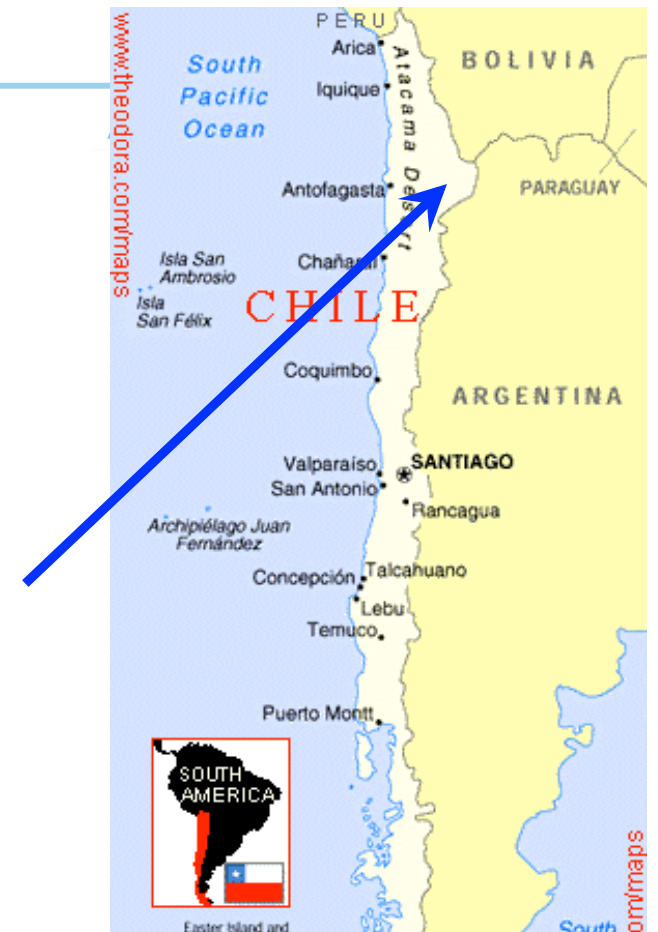 PERU
Arica
BOLIVIA
South
Pacific
Ocean
Iquique
Atacama Desert
Antofagasta
PARAGUAY
www.theodora.com/maps
Isla San
Ambrosio
Isla
San Félix
Chañaral
CHILE
Coquimbo
ARGENTINA
Valparaíso
SANTIAGO
San Antonio
Rancagua
Archipiélago Juan
Fernández
Concepción
Talcahuano
Lebu
Temuco
Puerto Montt
SOUTH
AMERICA
om/maps
Easter Island and
South